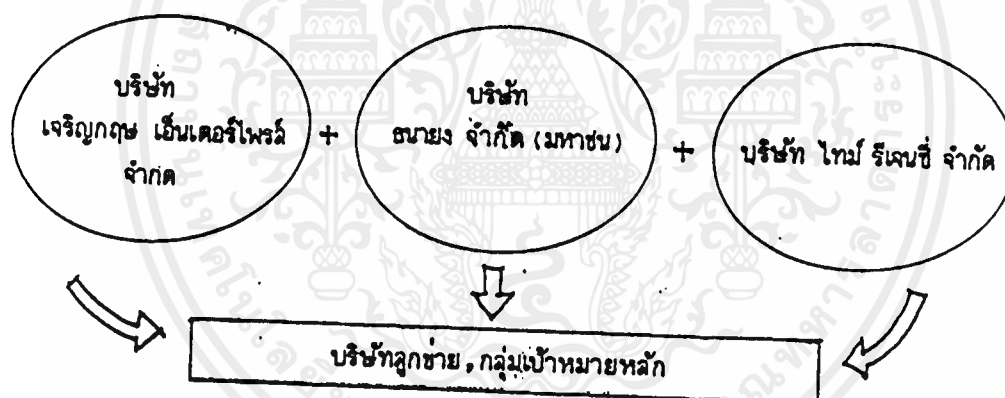 บริษัท
เจริญกฤษ เอ็นเตอร์ไพรส์
จำกัด
+
บริษัท
ธนายง จำกัด (มหาชน)
+
บริษัท ไทม์ รีเจนซี่ จำกัด
บริษัทลูกข่าย, กลุ่มเป้าหมายหลัก